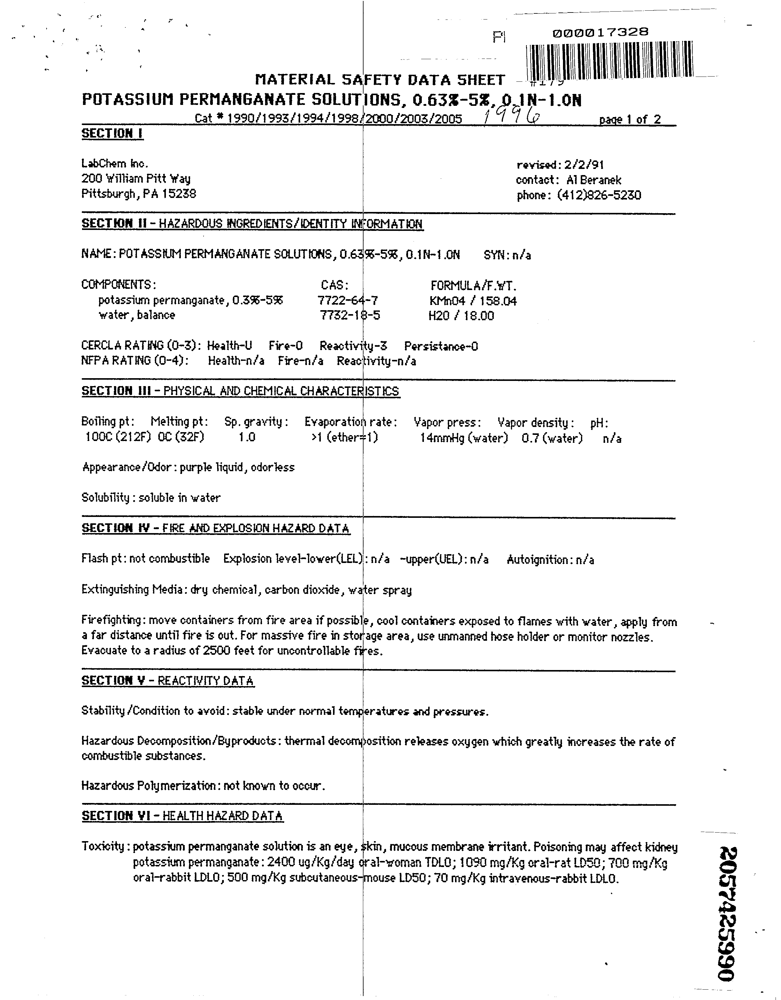 PI 000017328
MATERIAL SAFETY DATA SHEET - #179
POTASSIUM PERMANGANATE SOLUTIONS, 0.63%-5%, 0.1N-1.0N
Cat # 1990/1993/1994/1998/2000/2003/2005 1996 page 1 of 2
SECTION I
LabChem Inc. revised: 2/2/91
200 William Pitt Way contact: Al Beranek
Pittsburgh, PA 15238 phone: (412)826-5230
SECTION II - HAZARDOUS INGREDIENTS/IDENTITY INFORMATION
NAME: POTASSIUM PERMANGANATE SOLUTIONS, 0.63%-5%, 0.1N-1.0N SYN: n/a
COMPONENTS: CAS: FORMULA/F.WT.
potassium permanganate, 0.3%-5% 7722-64-7 KMnO4 / 158.04
water, balance 7732-18-5 H2O / 18.00
CERCLA RATING (0-3): Health-U Fire-0 Reactivity-3 Persistance-0
NFPA RATING (0-4): Health-n/a Fire-n/a Reactivity-n/a
SECTION III - PHYSICAL AND CHEMICAL CHARACTERISTICS
Boiling pt: Melting pt: Sp. gravity: Evaporation rate: Vapor press: Vapor density: pH:
100C (212F) 0C (32F) 1.0 >1 (ether=1) 14mmHg (water) 0.7 (water) n/a
Appearance/Odor: purple liquid, odorless
Solubility: soluble in water
SECTION IV - FIRE AND EXPLOSION HAZARD DATA
Flash pt: not combustible Explosion level-lower(LEL): n/a -upper(UEL): n/a Autoignition: n/a
Extinguishing Media: dry chemical, carbon dioxide, water spray
Firefighting: move containers from fire area if possible, cool containers exposed to flames with water, apply from
a far distance until fire is out. For massive fire in storage area, use unmanned hose holder or monitor nozzles.
Evacuate to a radius of 2500 feet for uncontrollable fires.
SECTION V - REACTIVITY DATA
Stability/Condition to avoid: stable under normal temperatures and pressures.
Hazardous Decomposition/Byproducts: thermal decomposition releases oxygen which greatly increases the rate of
combustible substances.
Hazardous Polymerization: not known to occur.
SECTION VI - HEALTH HAZARD DATA
Toxicity: potassium permanganate solution is an eye, skin, mucous membrane irritant. Poisoning may affect kidney
potassium permanganate: 2400 ug/Kg/day oral-woman TDLO; 1090 mg/Kg oral-rat LD50; 700 mg/Kg
oral-rabbit LDLO; 500 mg/Kg subcutaneous-mouse LD50; 70 mg/Kg intravenous-rabbit LDLO.
2057425990